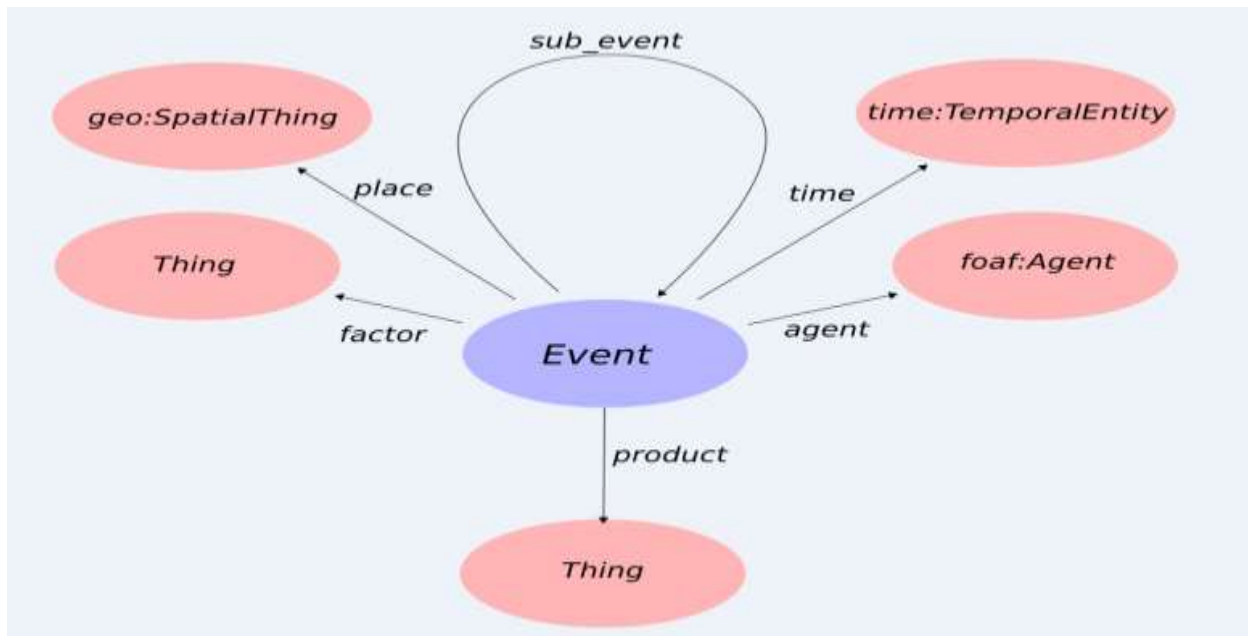 sub_event
geo:SpatialThing
time:TemporalEntity
place
time
Thing
foaf:Agent
factor
agent
Event
product
Thing